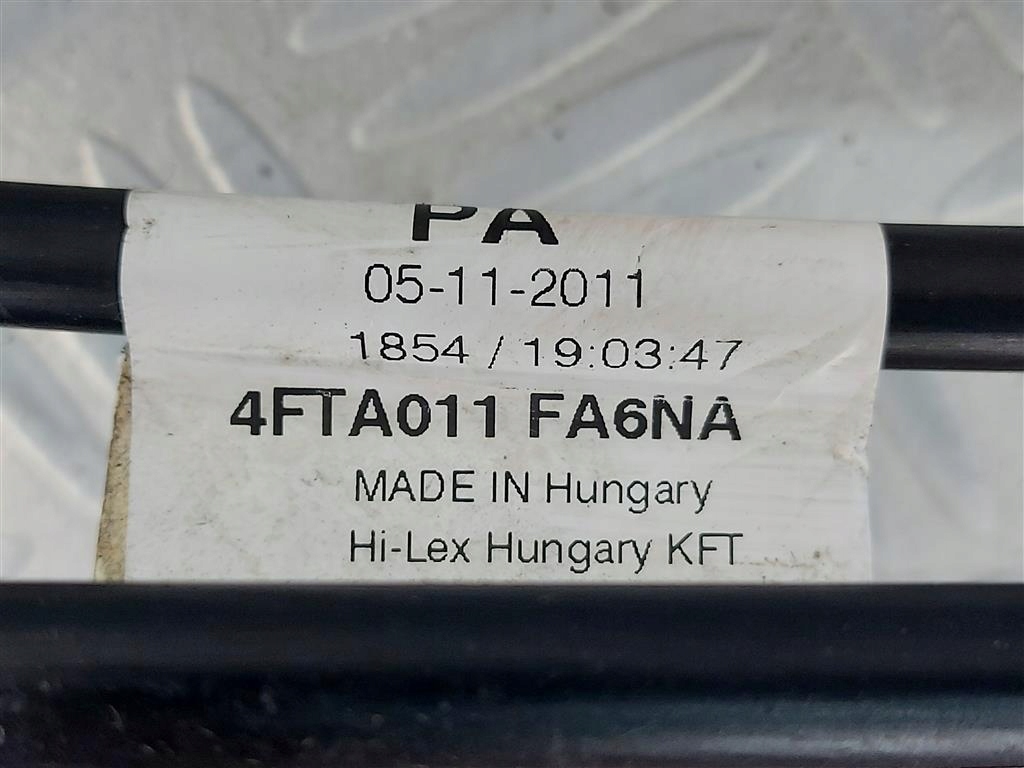 PA
05-11-2011
1854 / 19:03:47
4FTA011 FA6NA
MADE IN Hungary
Hi-Lex Hungary KFT